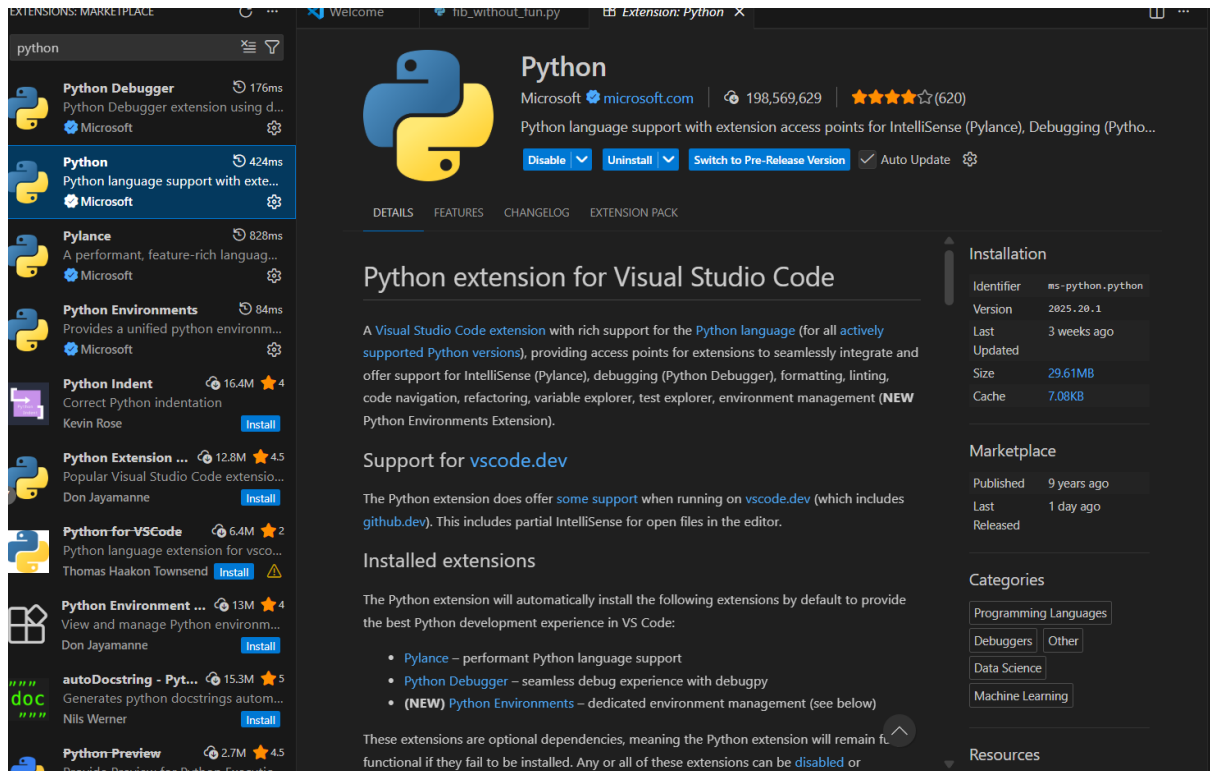 EXTENSIONS: MARKETPLACE
python
Python Debugger 176ms
Python Debugger extension using d...
Microsoft
Python 424ms
Python language support with exte...
Microsoft
Pylance 828ms
A performant, feature-rich languag...
Microsoft
Python Environments 84ms
Provides a unified python environm...
Microsoft
Python Indent 16.4M 4
Correct Python indentation
Kevin Rose Install
Python Extension ... 12.8M 4.5
Popular Visual Studio Code extensio...
Don Jayamanne Install
Python for VSCode 6.4M 2
Python language extension for vsco...
Thomas Haakon Townsend Install
Python Environment ... 13M 4
View and manage Python environm...
Don Jayamanne Install
autoDocstring - Pyt... 15.3M 5
Generates python docstrings autom...
Nils Werner Install
"""
doc
"""
Python Preview 2.7M 4.5
Provide Preview for Python Executio...
Welcome fib_without_fun.py Extension: Python
Python
Microsoft microsoft.com 198,569,629 (620)
Python language support with extension access points for IntelliSense (Pylance), Debugging (Pytho...
Disable Uninstall Switch to Pre-Release Version Auto Update
DETAILS FEATURES CHANGELOG EXTENSION PACK
Python extension for Visual Studio Code
A Visual Studio Code extension with rich support for the Python language (for all actively
supported Python versions), providing access points for extensions to seamlessly integrate and
offer support for IntelliSense (Pylance), debugging (Python Debugger), formatting, linting,
code navigation, refactoring, variable explorer, test explorer, environment management (NEW
Python Environments Extension).
Support for vscode.dev
The Python extension does offer some support when running on vscode.dev (which includes
github.dev). This includes partial IntelliSense for open files in the editor.
Installed extensions
The Python extension will automatically install the following extensions by default to provide
the best Python development experience in VS Code:
• Pylance – performant Python language support
• Python Debugger – seamless debug experience with debugpy
• (NEW) Python Environments – dedicated environment management (see below)
These extensions are optional dependencies, meaning the Python extension will remain
functional if they fail to be installed. Any or all of these extensions can be disabled or
Installation
Identifier ms-python.python
Version 2025.20.1
Last Updated 3 weeks ago
Size 29.61MB
Cache 7.08KB
Marketplace
Published 9 years ago
Last Released 1 day ago
Categories
Programming Languages
Debuggers Other
Data Science
Machine Learning
Resources